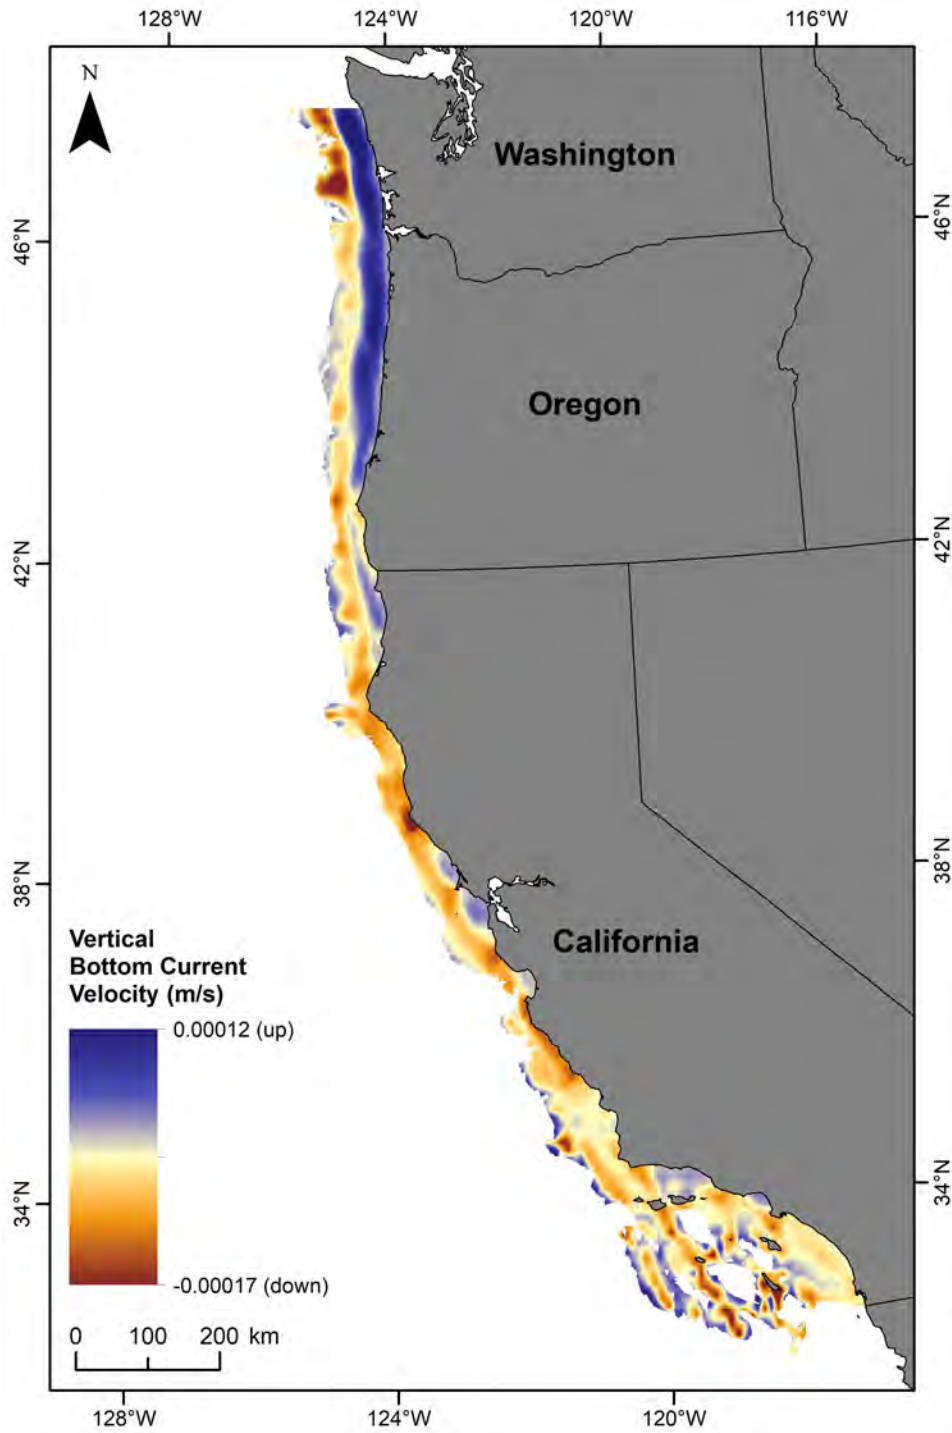 128°W 124°W 120°W 116°W
N
Washington
46°N
46°N
Oregon
42°N
42°N
38°N
38°N
California
Vertical
Bottom Current
Velocity (m/s)
0.00012 (up)
34°N
34°N
-0.00017 (down)
0 100 200 km
128°W 124°W 120°W